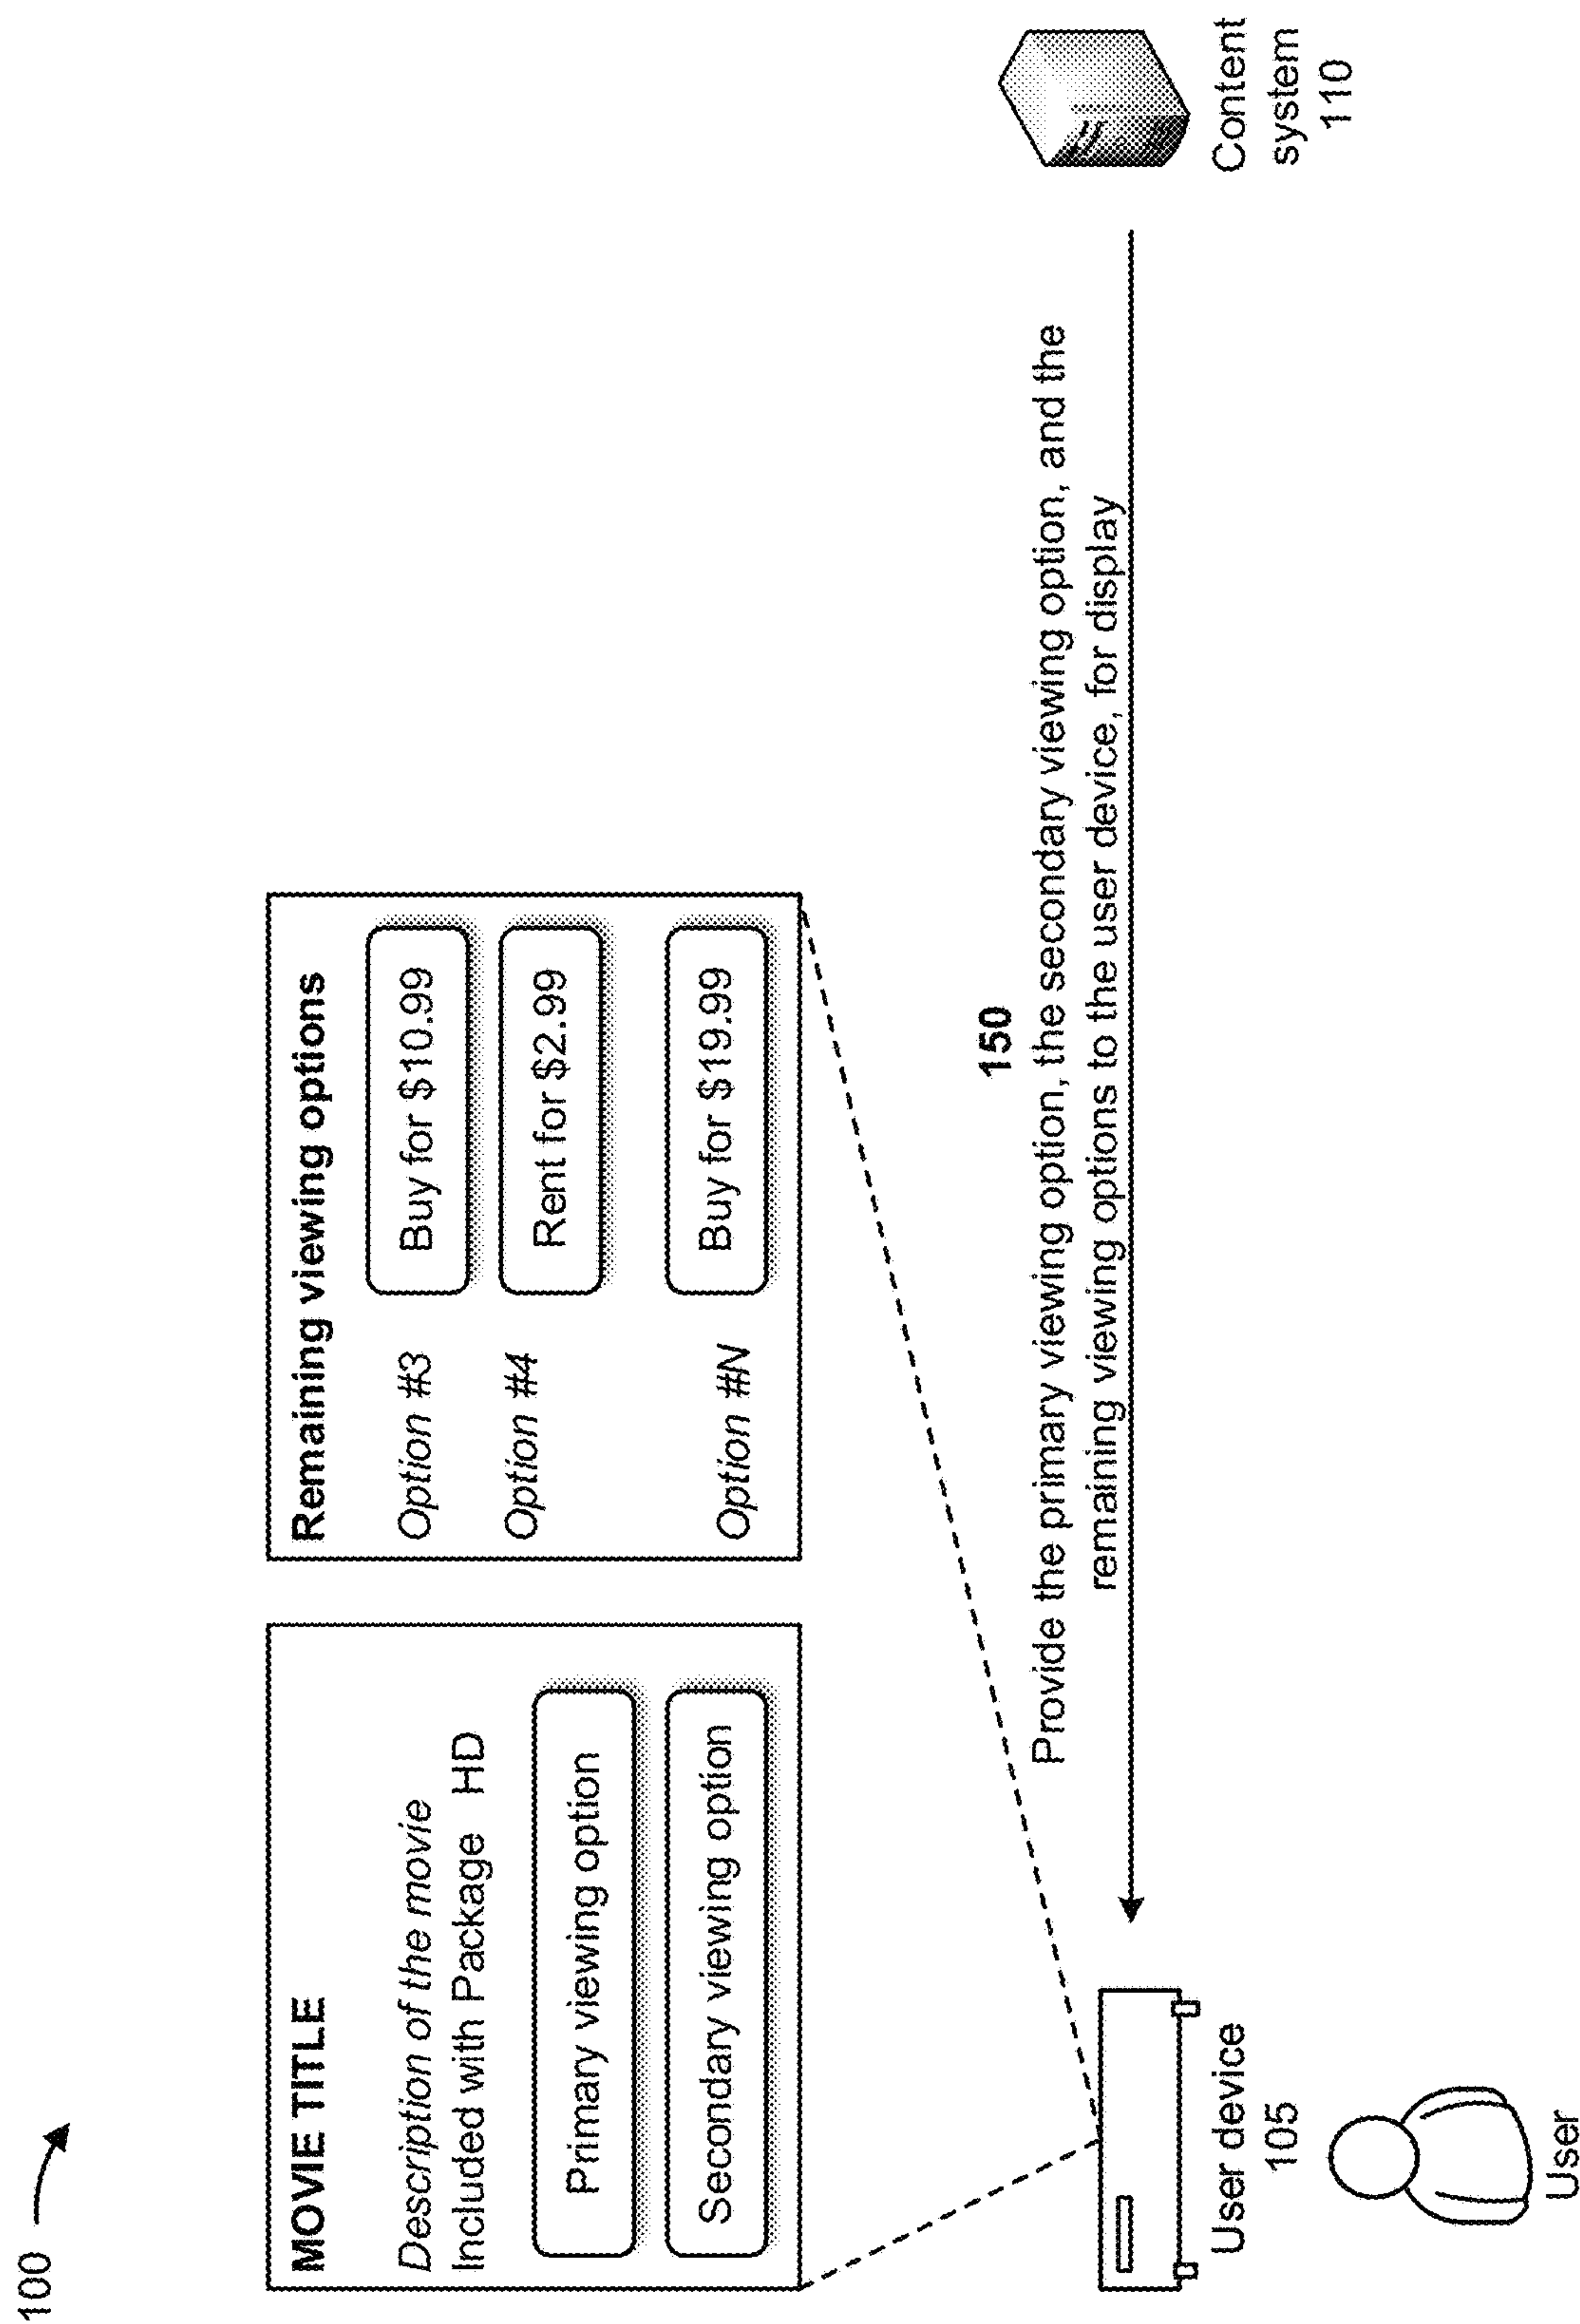 100
MOVIE TITLE
Description of the movie
Included with Package HD
Primary viewing option
Secondary viewing option
Remaining viewing options
Option #3 Buy for $10.99
Option #4 Rent for $2.99
Option #N Buy for $19.99
150
Provide the primary viewing option, the secondary viewing option, and the
remaining viewing options to the user device, for display
User device
105
User
Content
system
110